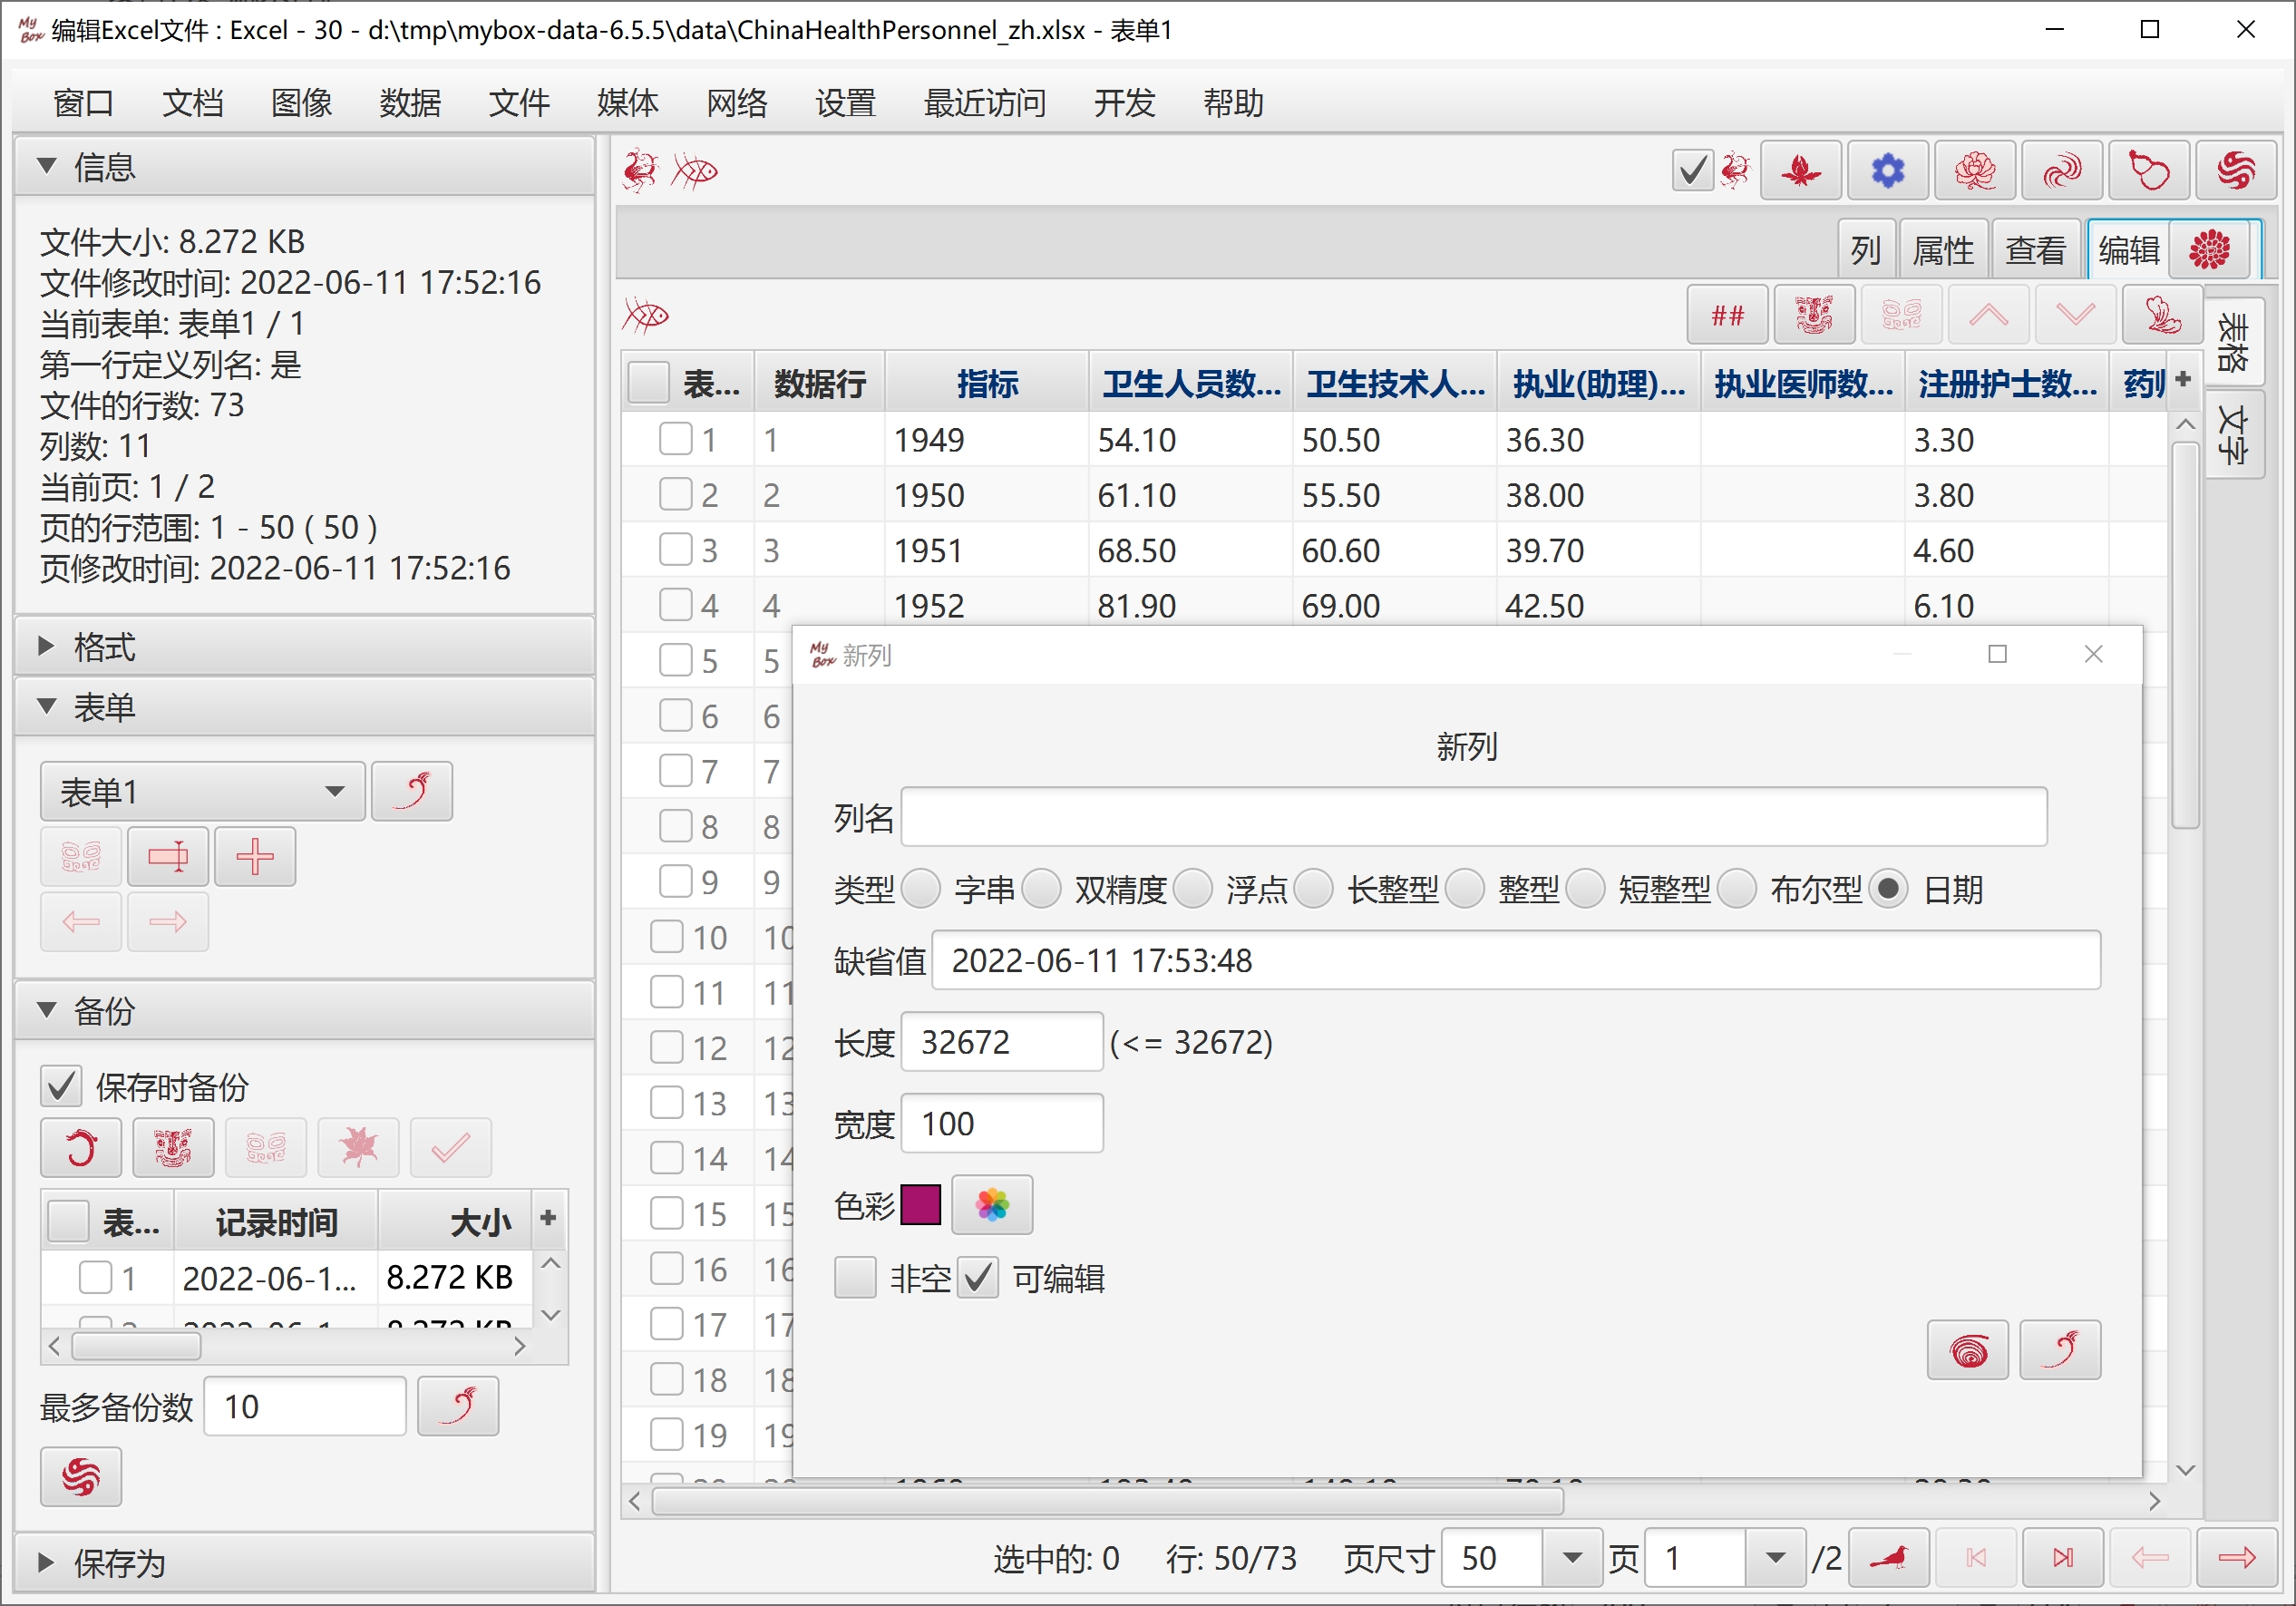 My Box 编辑Excel文件 : Excel - 30 - d:\tmp\mybox-data-6.5.5\data\ChinaHealthPersonnel_zh.xlsx - 表单1
窗口 文档 图像 数据 文件 媒体 网络 设置 最近访问 开发 帮助
信息
文件大小: 8.272 KB
文件修改时间: 2022-06-11 17:52:16
当前表单: 表单1 / 1
第一行定义列名: 是
文件的行数: 73
列数: 11
当前页: 1 / 2
页的行范围: 1 - 50 ( 50 )
页修改时间: 2022-06-11 17:52:16
格式
表单
表单1
备份
保存时备份
表... 记录时间 大小 +
1 2022-06-1... 8.272 KB
最多备份数 10
保存为
列 属性 查看 编辑
##
表格
文字
表... 数据行 指标 卫生人员数... 卫生技术人... 执业(助理)... 执业医师数... 注册护士数... +
1 1 1949 54.10 50.50 36.30 3.30
2 2 1950 61.10 55.50 38.00 3.80
3 3 1951 68.50 60.60 39.70 4.60
4 4 1952 81.90 69.00 42.50 6.10
5 5
6 6
7 7
8 8
9 9
10 10
11 11
12 12
13 13
14 14
15 15
16 16
17 17
18 18
19 19
My Box 新列
新列
列名
类型 字串 双精度 浮点 长整型 整型 短整型 布尔型 日期
缺省值 2022-06-11 17:53:48
长度 32672 (<= 32672)
宽度 100
色彩
非空 可编辑
选中的: 0 行: 50/73 页尺寸 50 页 1 /2